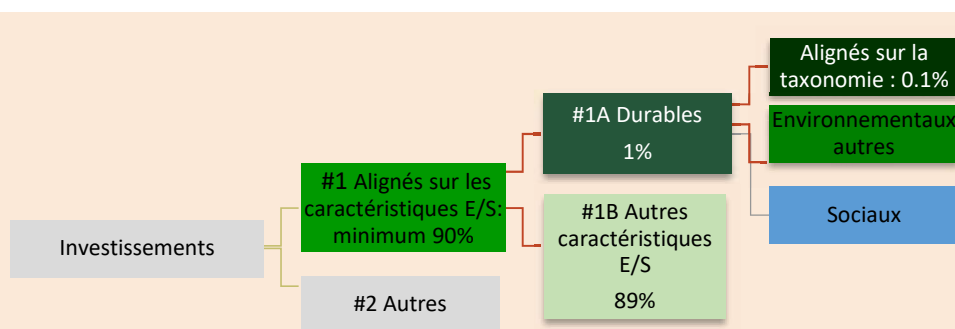 Investissements
#1 Alignés sur les
caractéristiques E/S:
minimum 90%
#2 Autres
#1A Durables
1%
#1B Autres
caractéristiques
E/S
89%
Alignés sur la
taxonomie : 0.1%
Environnementaux
autres
Sociaux